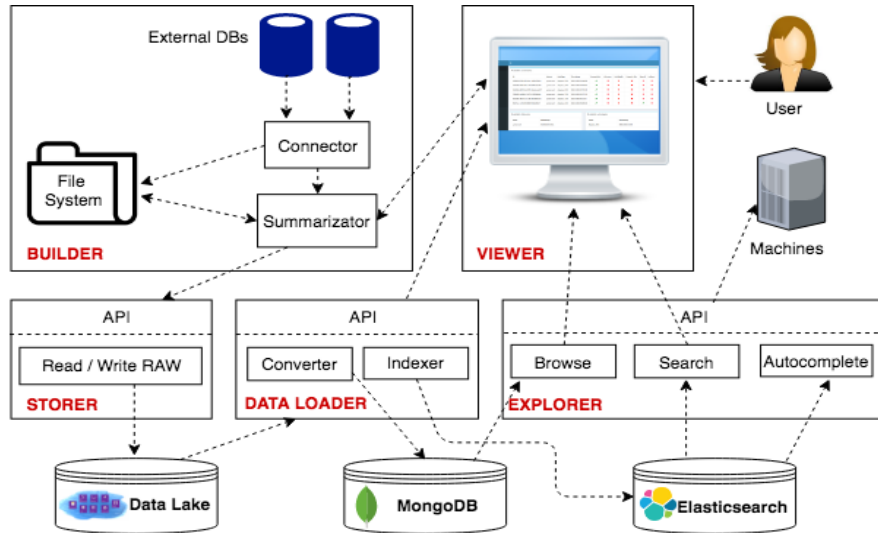 External DBs
Connector
File
System
Summarizator
BUILDER
VIEWER
User
Machines
API
Read / Write RAW
STORER
API
Converter
Indexer
DATA LOADER
API
Browse
Search
Autocomplete
EXPLORER
Data Lake
MongoDB
Elasticsearch